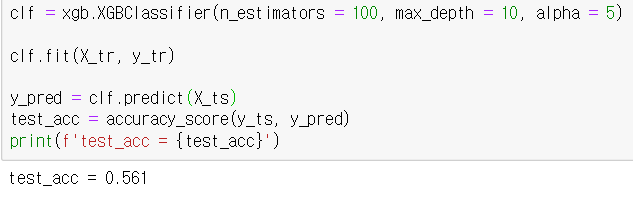 clf = xgb.XGBClassifier(n_estimators = 100, max_depth = 10, alpha = 5)
clf.fit(X_tr, y_tr)
y_pred = clf.predict(X_ts)
test_acc = accuracy_score(y_ts, y_pred)
print(f'test_acc = {test_acc}')
test_acc = 0.561